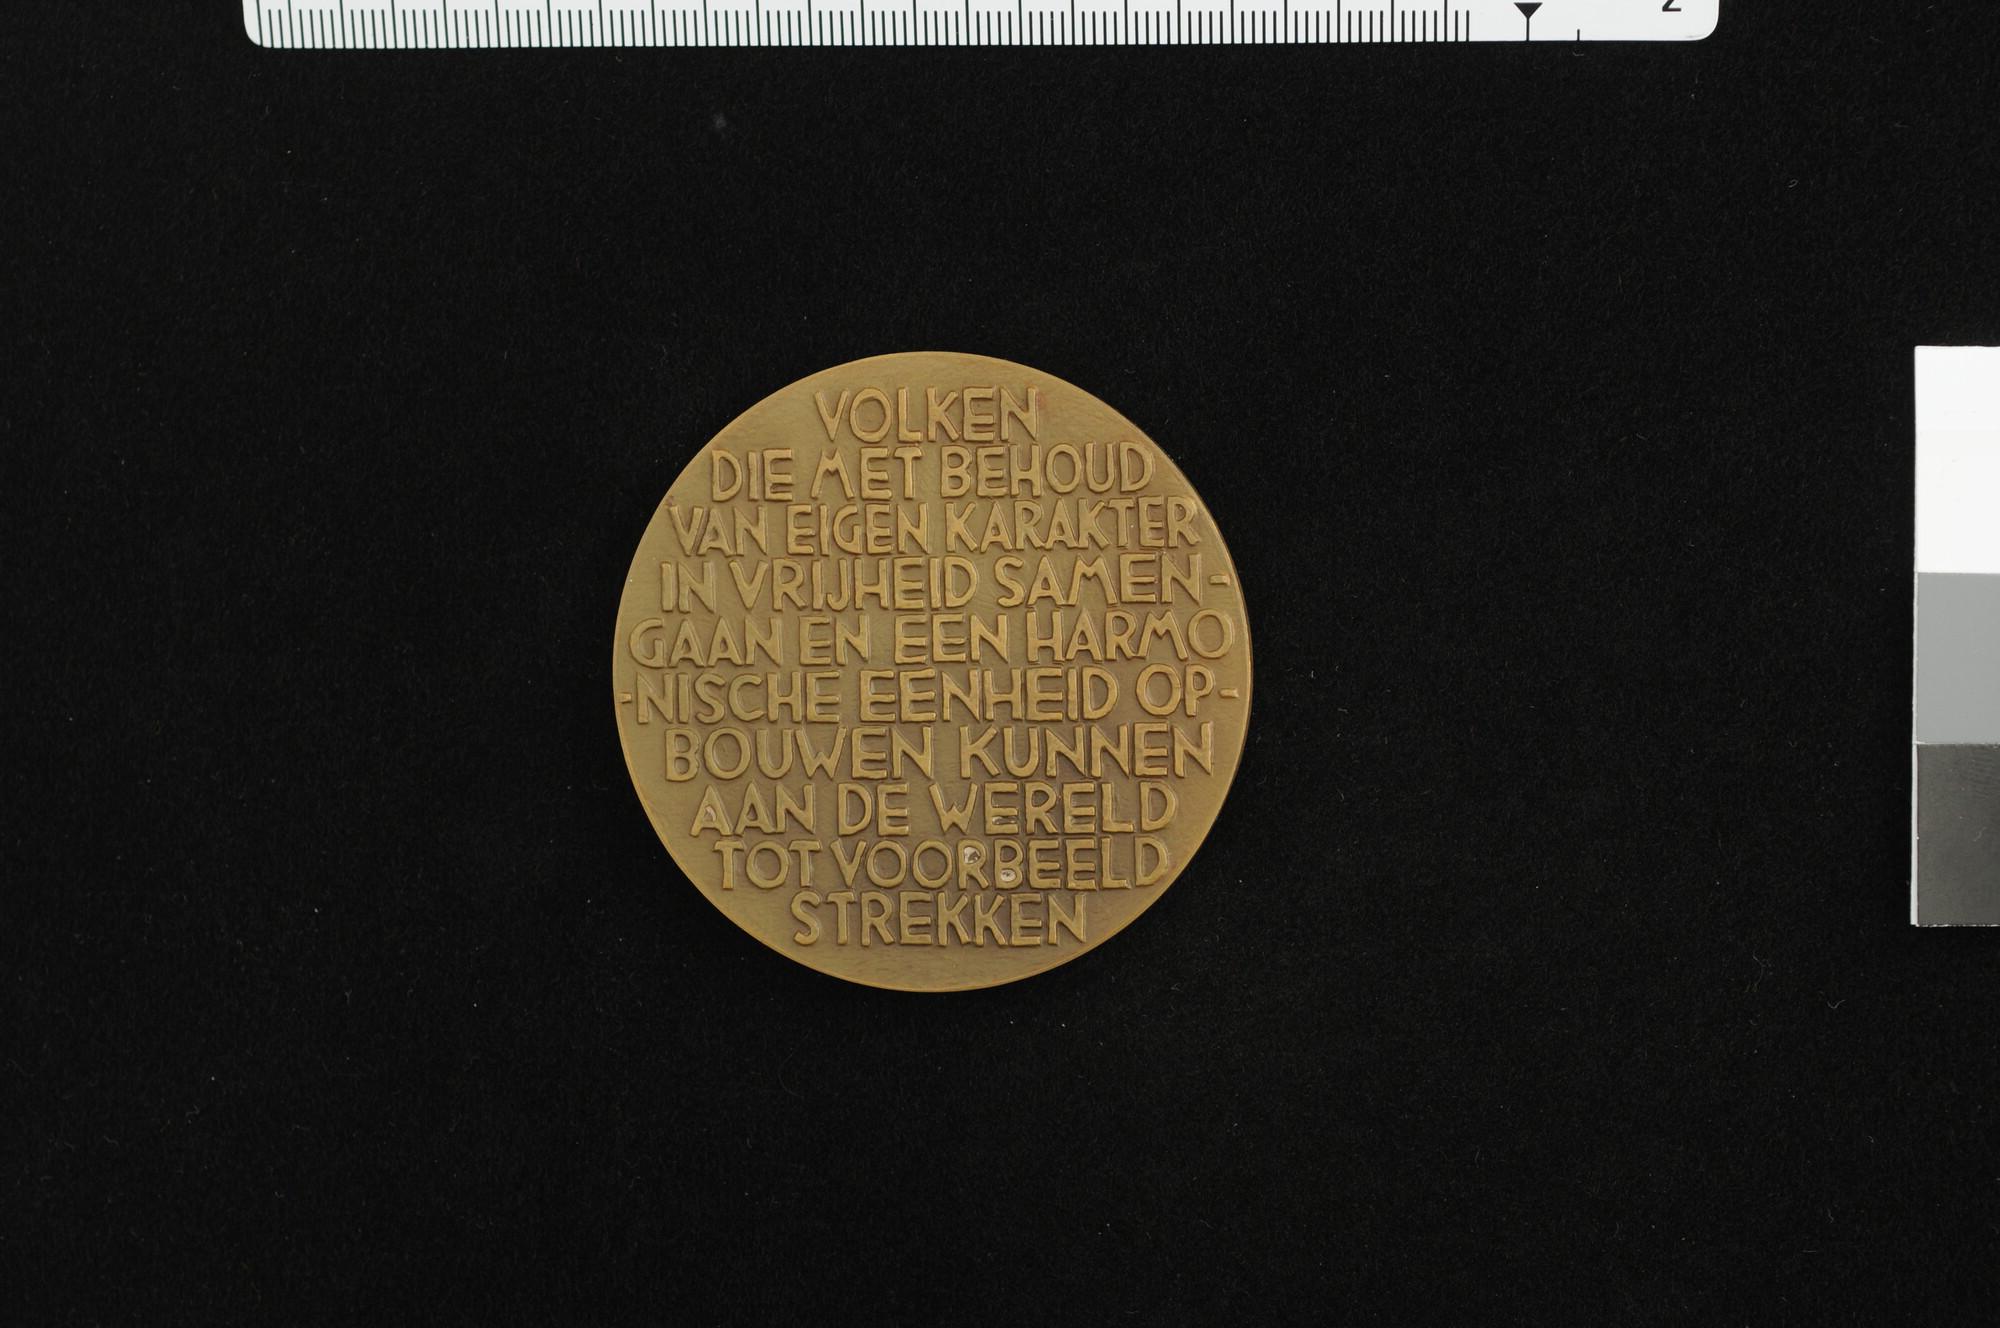 2
VOLKEN
DIE MET BEHOUD
VAN EIGEN KARAKTER
IN VRIJHEID SAMEN-
GAAN EN EEN HARMO
-NISCHE EENHEID OP-
BOUWEN KUNNEN
AAN DE WERELD
TOT VOORBEELD
STREKKEN